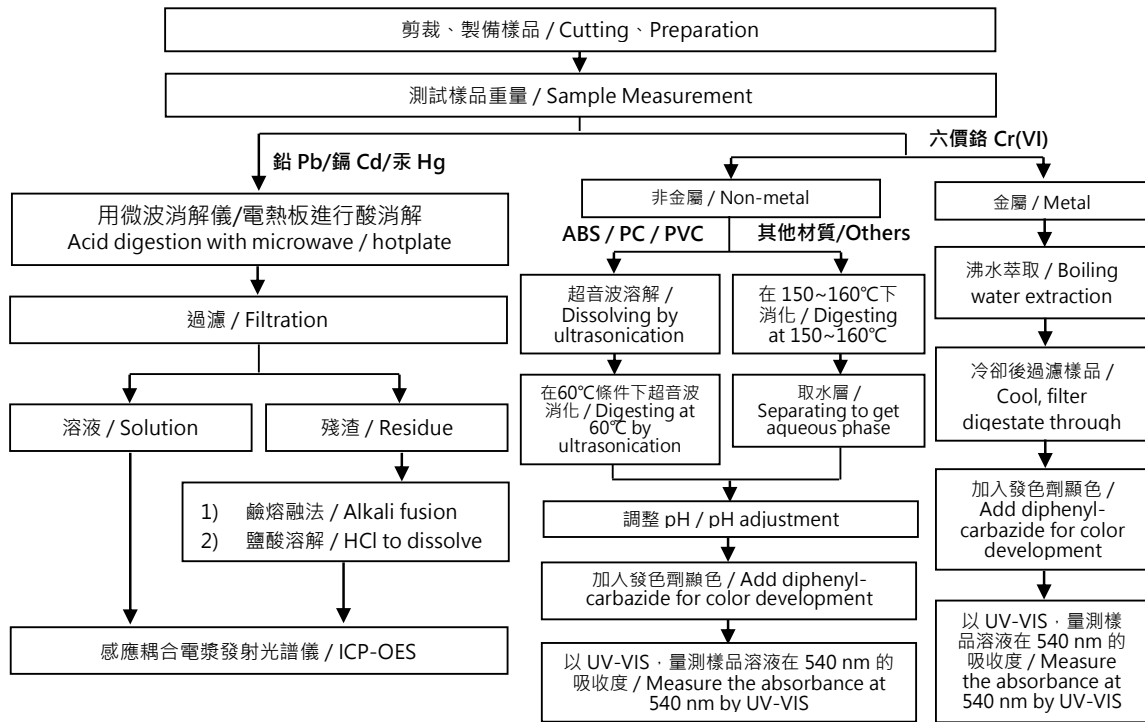 剪裁、製備樣品 / Cutting、Preparation
測試樣品重量 / Sample Measurement
鉛 Pb/鎘 Cd/汞 Hg
用微波消解儀/電熱板進行酸消解
Acid digestion with microwave / hotplate
過濾 / Filtration
溶液 / Solution
殘渣 / Residue
1) 鹼熔融法 / Alkali fusion
2) 鹽酸溶解 / HCl to dissolve
感應耦合電漿發射光譜儀 / ICP-OES
六價鉻 Cr(VI)
非金屬 / Non-metal
ABS / PC / PVC
其他材質/Others
超音波溶解 /
Dissolving by
ultrasonication
在60℃條件下超音波
消化 / Digesting at
60℃ by
ultrasonication
在 150~160℃下
消化 / Digesting
at 150~160℃
取水層 /
Separating to get
aqueous phase
調整 pH / pH adjustment
加入發色劑顯色 / Add diphenyl-
carbazide for color development
以 UV-VIS，量測樣品溶液在 540 nm 的
吸收度 / Measure the absorbance at
540 nm by UV-VIS
金屬 / Metal
沸水萃取 / Boiling
water extraction
冷卻後過濾樣品 /
Cool, filter
digestate through
加入發色劑顯色 /
Add diphenyl-
carbazide for color
development
以 UV-VIS，量測樣
品溶液在 540 nm 的
吸收度 / Measure
the absorbance at
540 nm by UV-VIS